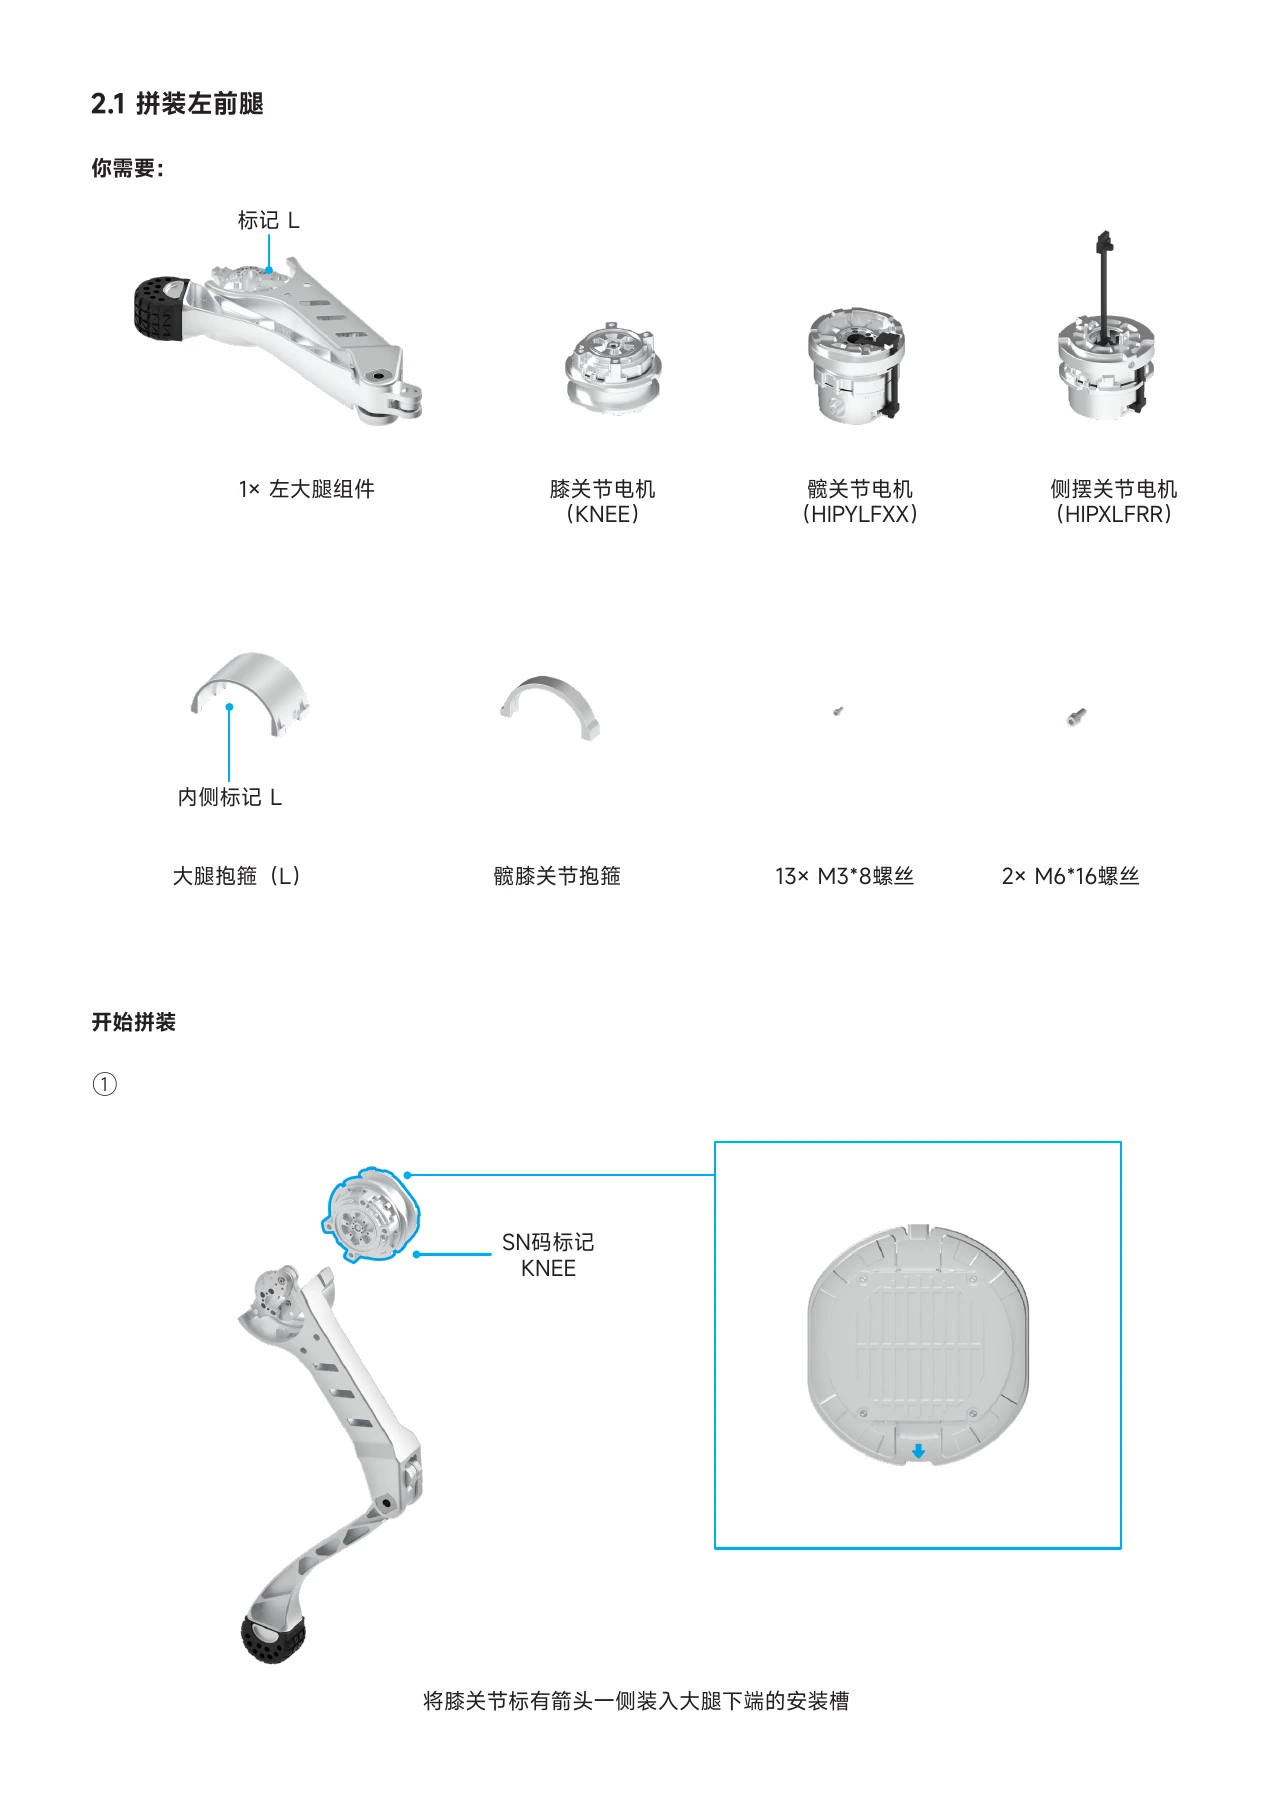 2.1 拼装左前腿
你需要：
标记 L
1× 左大腿组件
膝关节电机
（KNEE）
髋关节电机
（HIPYLFXX）
侧摆关节电机
（HIPXLFRR）
内侧标记 L
大腿抱箍（L）
髋膝关节抱箍
13× M3*8螺丝
2× M6*16螺丝
开始拼装
①
SN码标记
KNEE
将膝关节标有箭头一侧装入大腿下端的安装槽